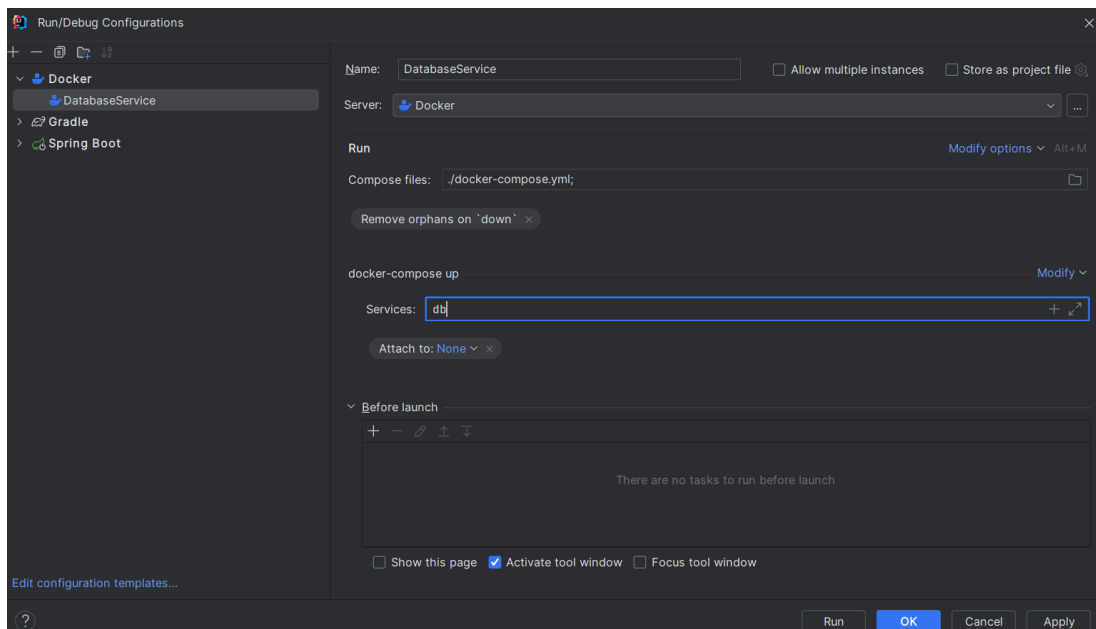 Run/Debug Configurations
Docker
DatabaseService
Gradle
Spring Boot
Edit configuration templates...
?
Name: DatabaseService Allow multiple instances Store as project file
Server: Docker ...
Run Modify options Alt+M
Compose files: ./docker-compose.yml;
Remove orphans on `down` ×
docker-compose up Modify
Services: db
Attach to: None ×
Before launch
There are no tasks to run before launch
Show this page Activate tool window Focus tool window
Run OK Cancel Apply